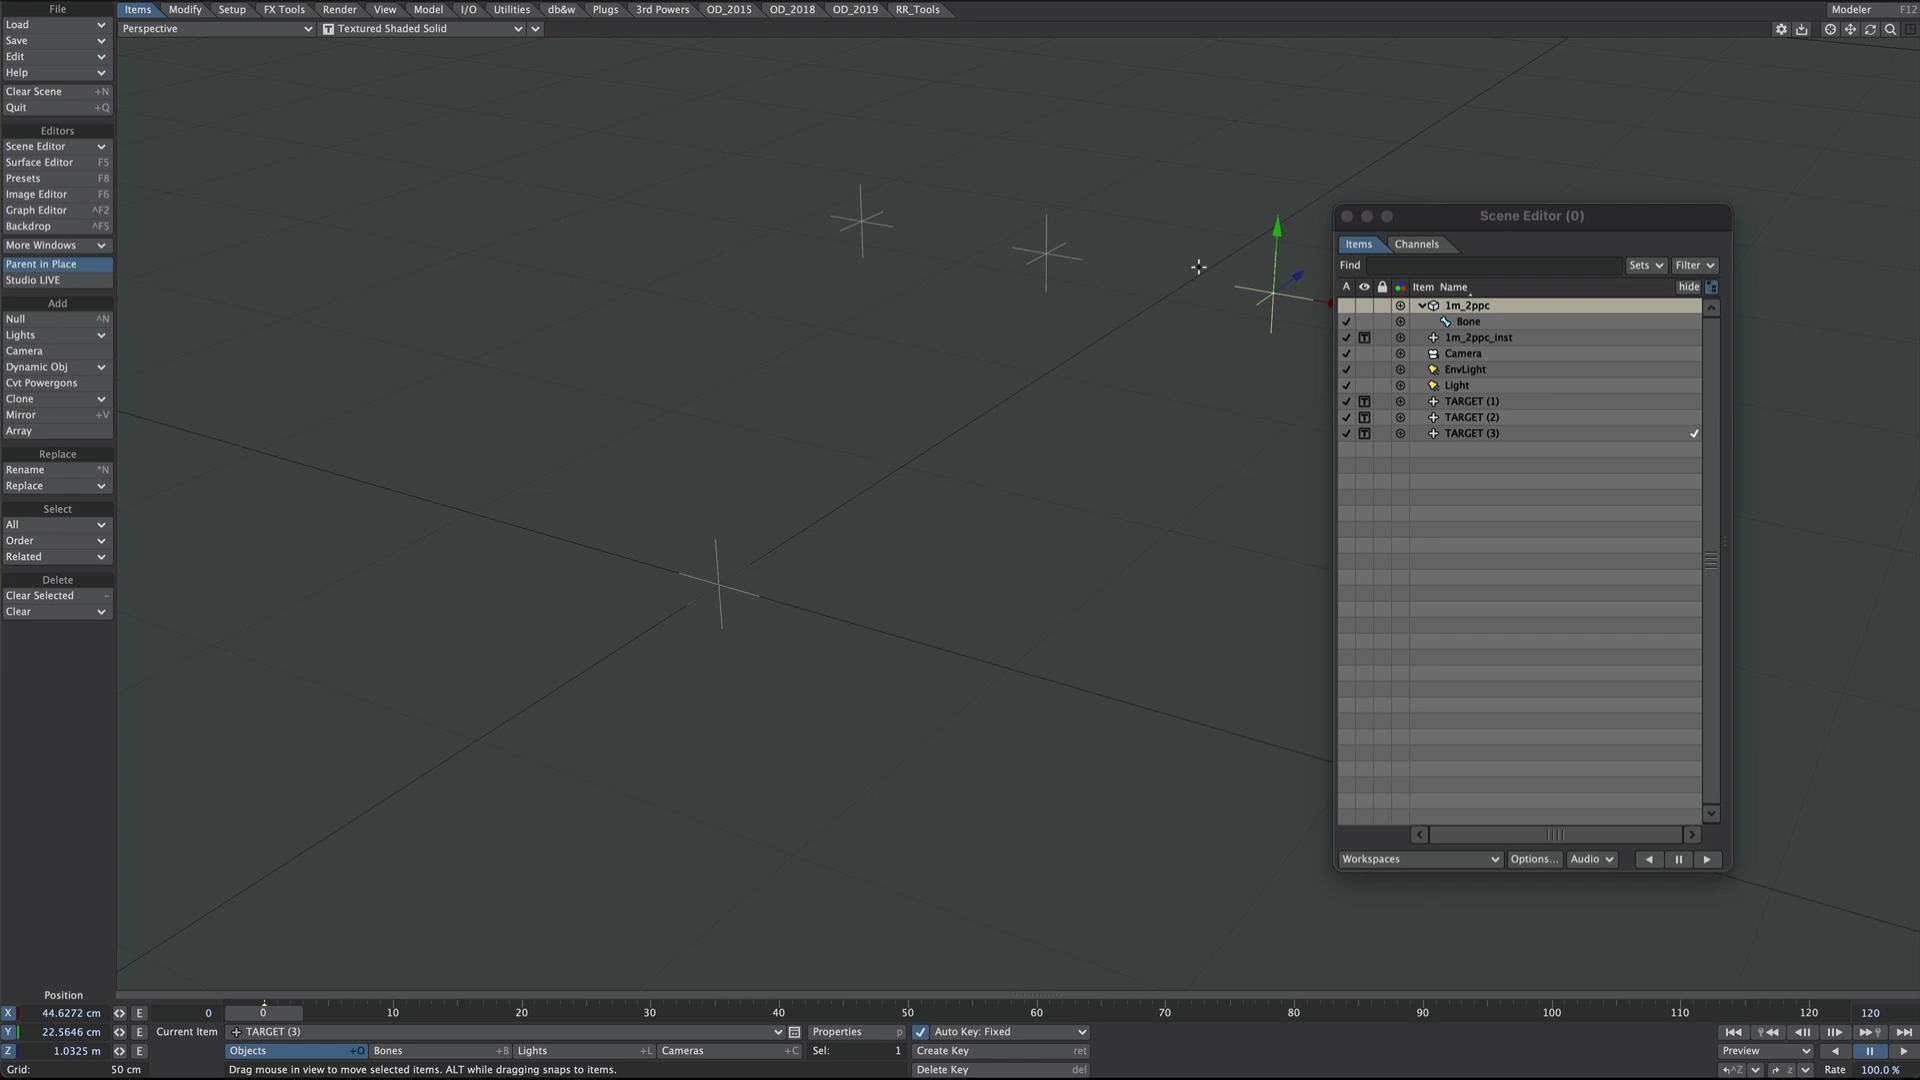 File
Items Modify Setup FX Tools Render View Model I/O Utilities db&w Plugs 3rd Powers OD_2015 OD_2018 OD_2019 RR_Tools
Modeler F12
Load
Perspective
Textured Shaded Solid
Save
Edit
Help
Clear Scene +N
Quit +Q
Editors
Scene Editor
Surface Editor F5
Presets F8
Image Editor F6
Graph Editor ^F2
Backdrop ^F5
More Windows
Parent in Place
Studio LIVE
Add
Null ^N
Lights
Camera
Dynamic Obj
Cvt Powergons
Clone
Mirror +V
Array
Replace
Rename *N
Replace
Select
All
Order
Related
Delete
Clear Selected –
Clear
Scene Editor (0)
Items Channels
Find
Sets
Filter
A
Item Name
hide
1m_2ppc
Bone
1m_2ppc_inst
Camera
EnvLight
Light
TARGET (1)
TARGET (2)
TARGET (3)
Workspaces
Options...
Audio
Position
X 44.6272 cm E
0
0 10 20 30 40 50 60 70 80 90 100 110 120
120
Y 22.5646 cm E
Current Item
TARGET (3)
Properties p
Auto Key: Fixed
Z 1.0325 m E
Objects +O
Bones +B
Lights +L
Cameras +C
Sel: 1
Create Key ret
Preview
Grid: 50 cm
Drag mouse in view to move selected items. ALT while dragging snaps to items.
Delete Key del
^Z
z
Rate 100.0 %